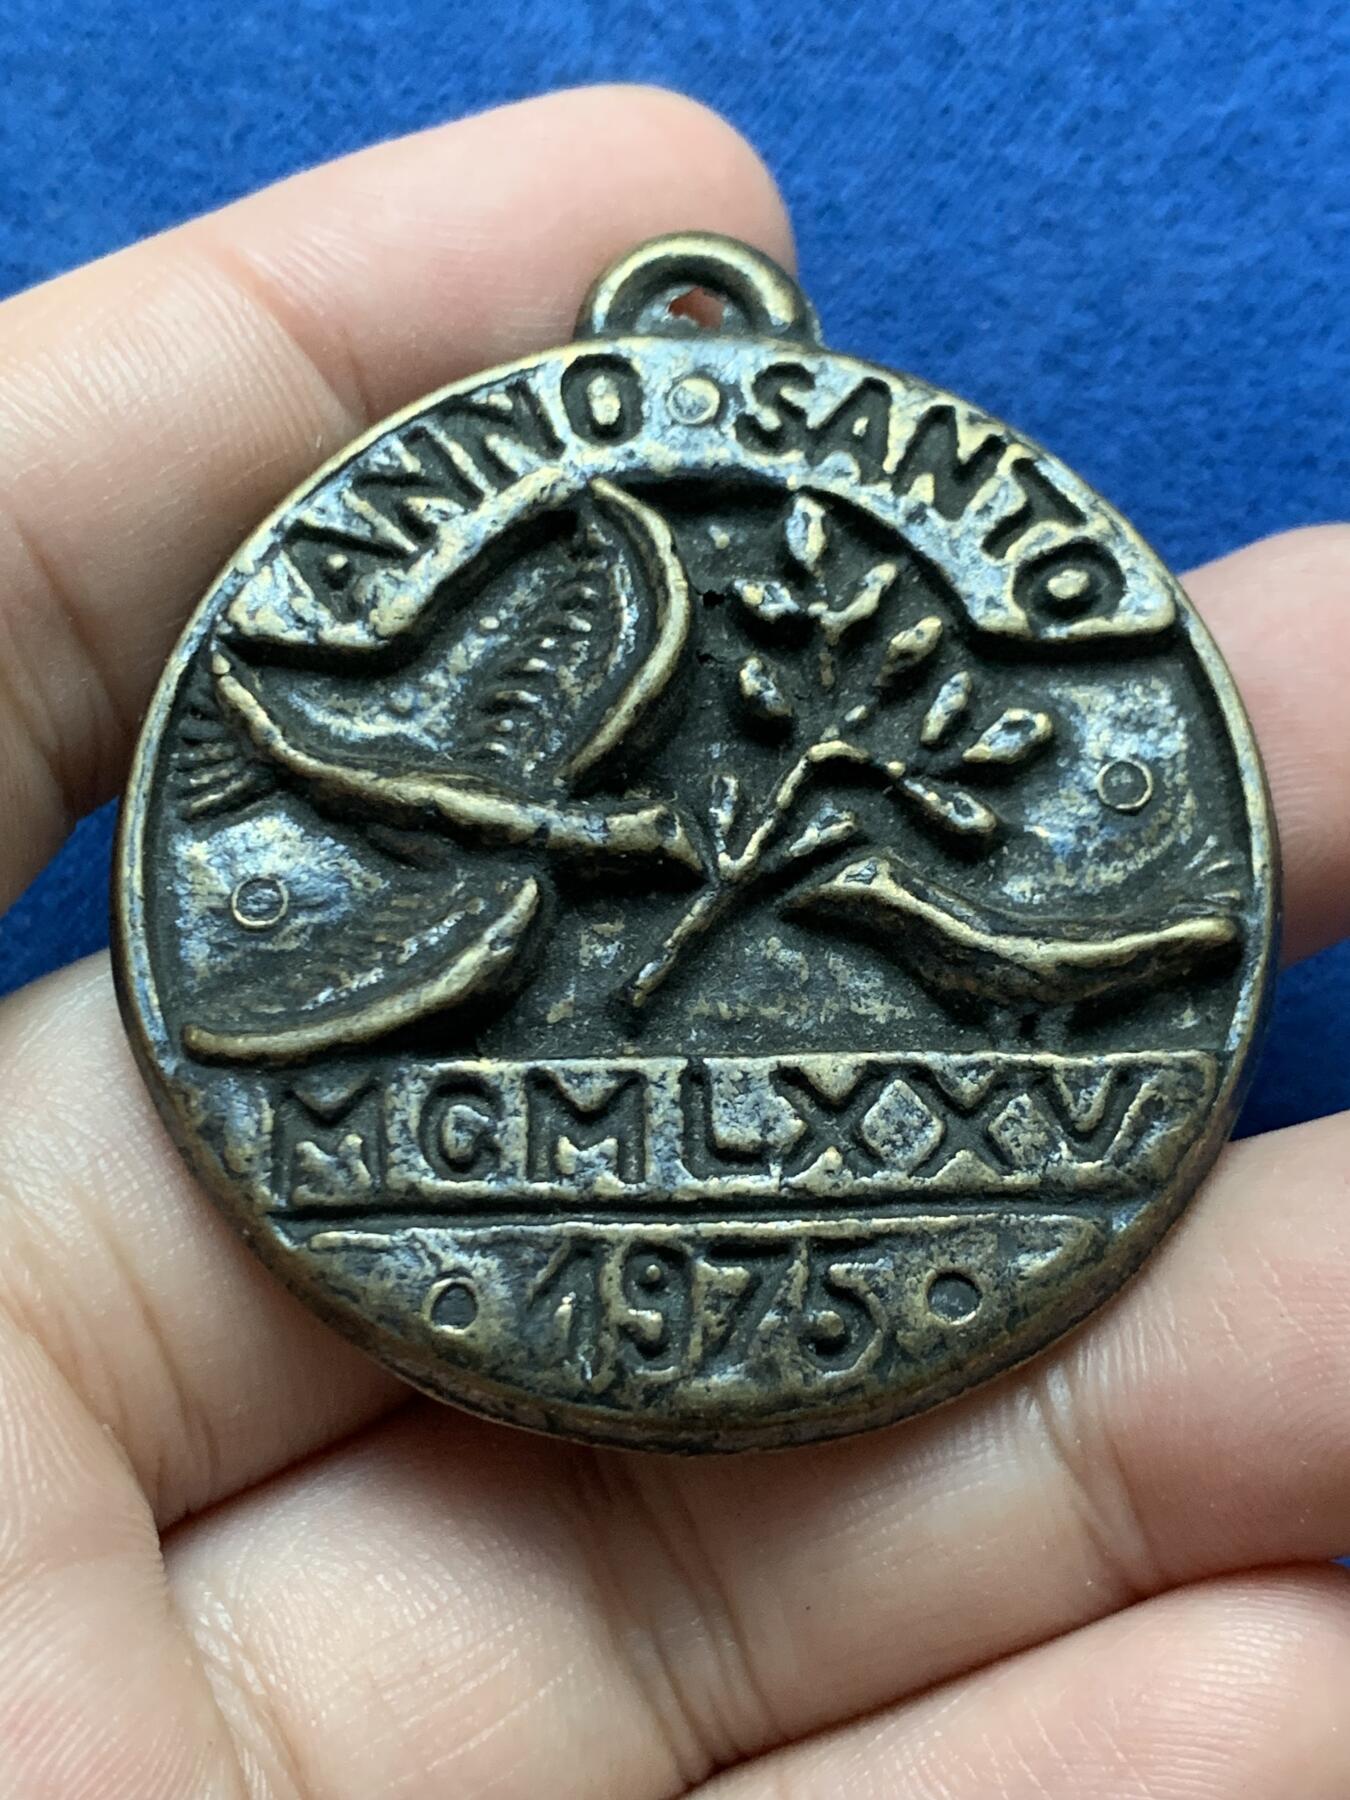 ANNO • SANTO
MCMLXXV
• 1975 •